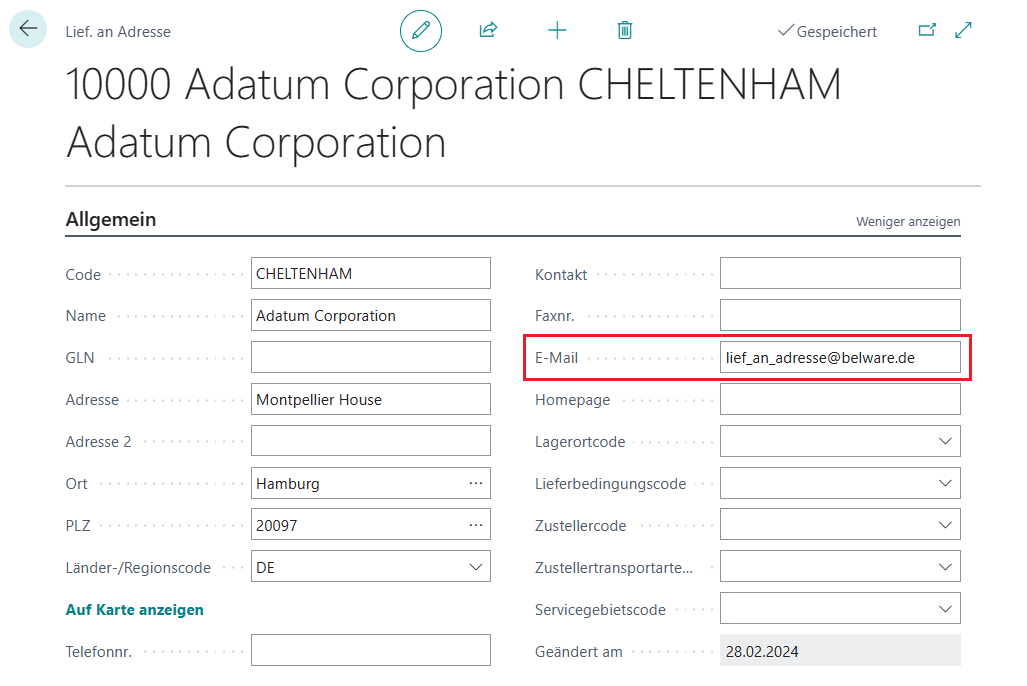 Lief. an Adresse
Gespeichert
10000 Adatum Corporation CHELTENHAM
Adatum Corporation
Allgemein
Weniger anzeigen
Code CHELTENHAM
Name Adatum Corporation
GLN
Adresse Montpellier House
Adresse 2
Ort Hamburg
PLZ 20097
Länder-/Regionscode DE
Auf Karte anzeigen
Telefonnr.
Kontakt
Faxnr.
E-Mail lief_an_adresse@belware.de
Homepage
Lagerortcode
Lieferbedingungscode
Zustellercode
Zustellertransportarte...
Servicegebietscode
Geändert am 28.02.2024